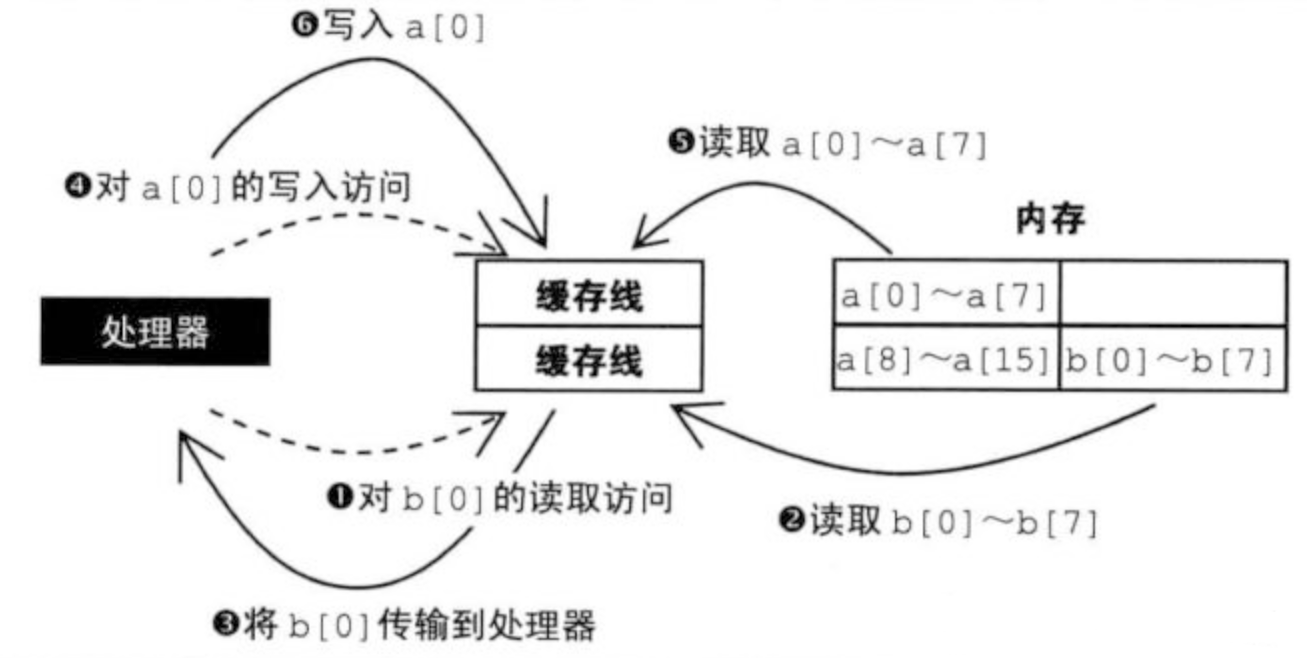 ❻写入 a[0]
❺读取 a[0]～a[7]
❹对 a[0]的写入访问
内存
缓存线
a[0]～a[7]
处理器
缓存线
a[8]～a[15]
b[0]～b[7]
❶对 b[0]的读取访问
❷读取 b[0]～b[7]
❸将 b[0]传输到处理器